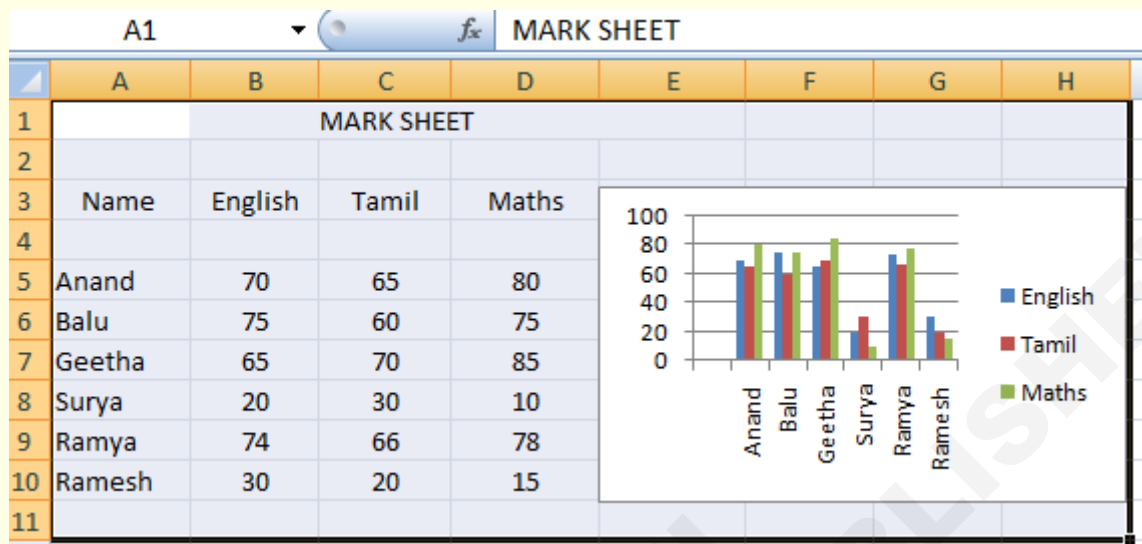 A1 fx MARK SHEET
A B C D E F G H
1 MARK SHEET
2
3 Name English Tamil Maths
4
5 Anand 70 65 80
6 Balu 75 60 75
7 Geetha 65 70 85
8 Surya 20 30 10
9 Ramya 74 66 78
10 Ramesh 30 20 15
11
100
80
60
40
20
0
Anand Balu Geetha Surya Ramya Ramesh
English
Tamil
Maths